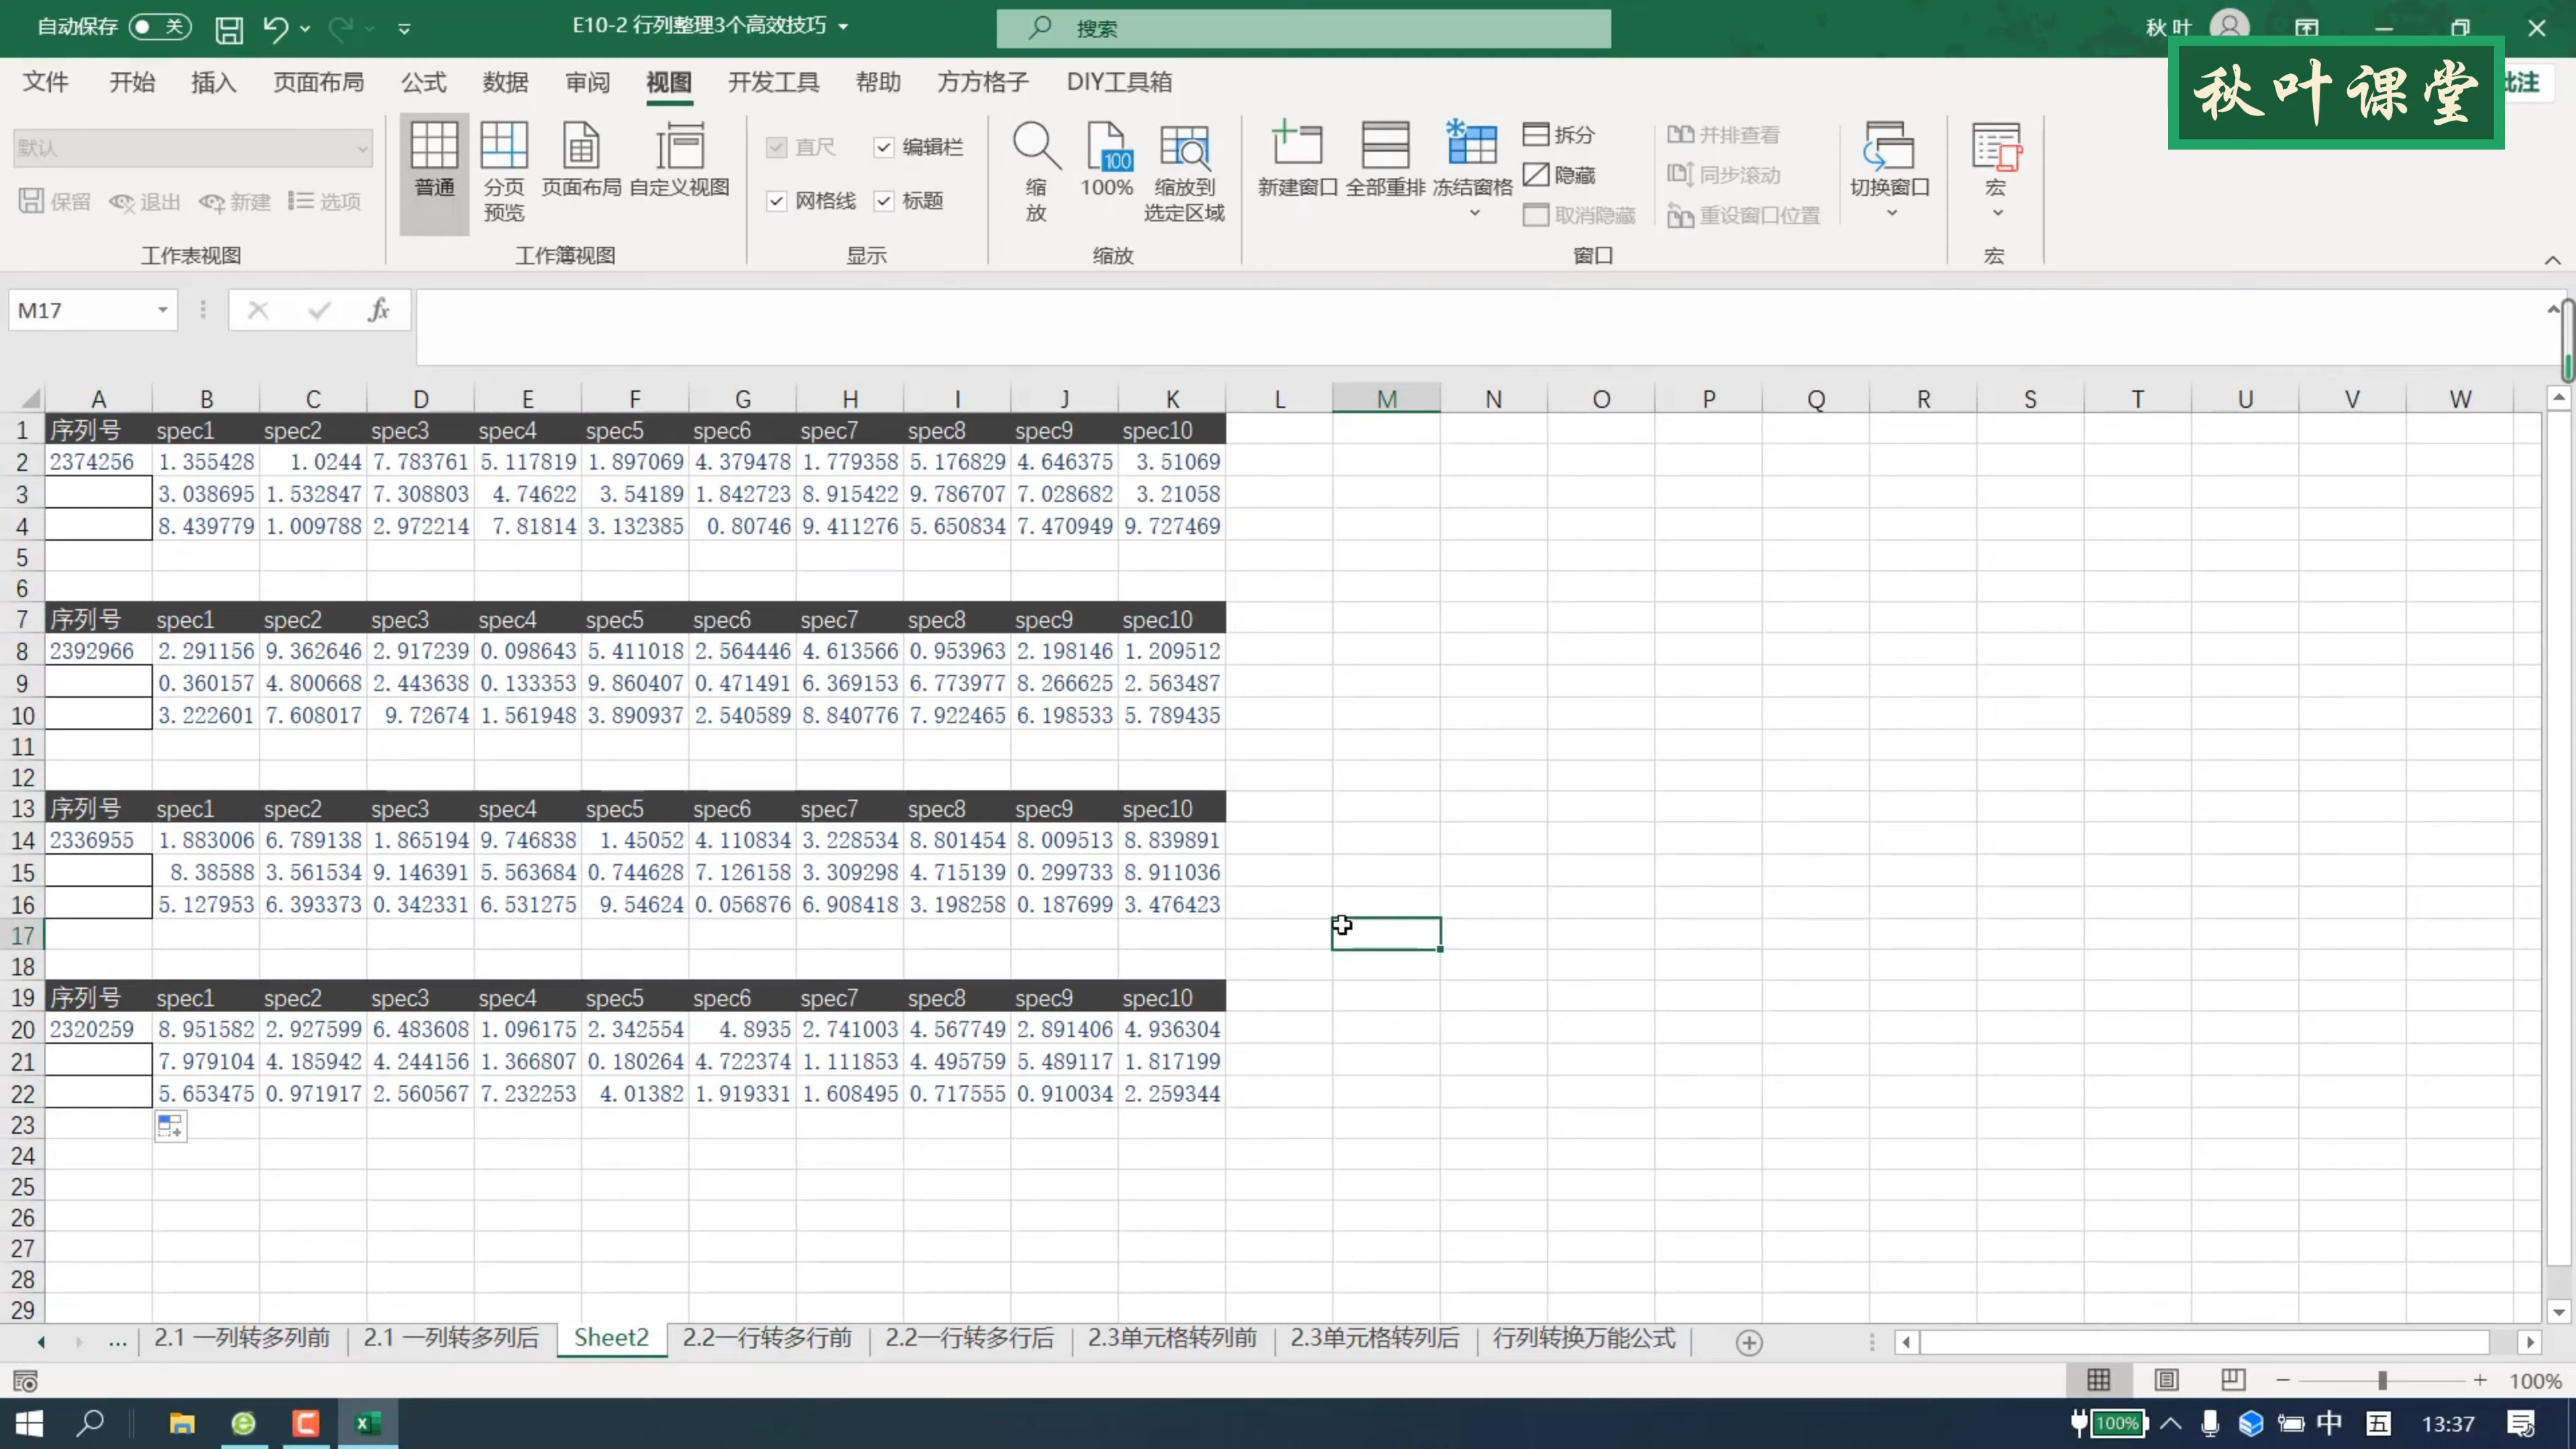 自动保存 关 E10-2 行列整理3个高效技巧 搜索 秋 叶
文件 开始 插入 页面布局 公式 数据 审阅 视图 开发工具 帮助 方方格子 DIY工具箱 批注
秋叶课堂
默认
保留 退出 新建 选项
工作表视图
普通 分页预览 页面布局 自定义视图
工作簿视图
直尺 编辑栏
网格线 标题
显示
缩放 100% 缩放到选定区域
100
缩放
新建窗口 全部重排 冻结窗格
拆分 并排查看
隐藏 同步滚动
取消隐藏 重设窗口位置
切换窗口
窗口
宏
宏
M17 fx
A B C D E F G H I J K L M N O P Q R S T U V W
1 序列号 spec1 spec2 spec3 spec4 spec5 spec6 spec7 spec8 spec9 spec10
2 2374256 1.355428 1.0244 7.783761 5.117819 1.897069 4.379478 1.779358 5.176829 4.646375 3.51069
3 3.038695 1.532847 7.308803 4.74622 3.54189 1.842723 8.915422 9.786707 7.028682 3.21058
4 8.439779 1.009788 2.972214 7.81814 3.132385 0.80746 9.411276 5.650834 7.470949 9.727469
5
6
7 序列号 spec1 spec2 spec3 spec4 spec5 spec6 spec7 spec8 spec9 spec10
8 2392966 2.291156 9.362646 2.917239 0.098643 5.411018 2.564446 4.613566 0.953963 2.198146 1.209512
9 0.360157 4.800668 2.443638 0.133353 9.860407 0.471491 6.369153 6.773977 8.266625 2.563487
10 3.222601 7.608017 9.72674 1.561948 3.890937 2.540589 8.840776 7.922465 6.198533 5.789435
11
12
13 序列号 spec1 spec2 spec3 spec4 spec5 spec6 spec7 spec8 spec9 spec10
14 2336955 1.883006 6.789138 1.865194 9.746838 1.45052 4.110834 3.228534 8.801454 8.009513 8.839891
15 8.38588 3.561534 9.146391 5.563684 0.744628 7.126158 3.309298 4.715139 0.299733 8.911036
16 5.127953 6.393373 0.342331 6.531275 9.54624 0.056876 6.908418 3.198258 0.187699 3.476423
17
18
19 序列号 spec1 spec2 spec3 spec4 spec5 spec6 spec7 spec8 spec9 spec10
20 2320259 8.951582 2.927599 6.483608 1.096175 2.342554 4.8935 2.741003 4.567749 2.891406 4.936304
21 7.979104 4.185942 4.244156 1.366807 0.180264 4.722374 1.111853 4.495759 5.489117 1.817199
22 5.653475 0.971917 2.560567 7.232253 4.01382 1.919331 1.608495 0.717555 0.910034 2.259344
23
24
25
26
27
28
29
... 2.1 一列转多列前 2.1 一列转多列后 Sheet2 2.2一行转多行前 2.2一行转多行后 2.3单元格转列前 2.3单元格转列后 行列转换万能公式
100%
100% 中 五 13:37